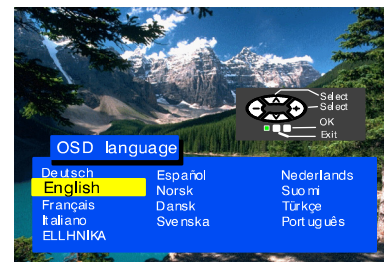 Select
Select
OK
Exit
OSD language
Deutsch
English
Français
Italiano
ELLHNIKA
Español
Norsk
Dansk
Svenska
Nederlands
Suomi
Türkçe
Português